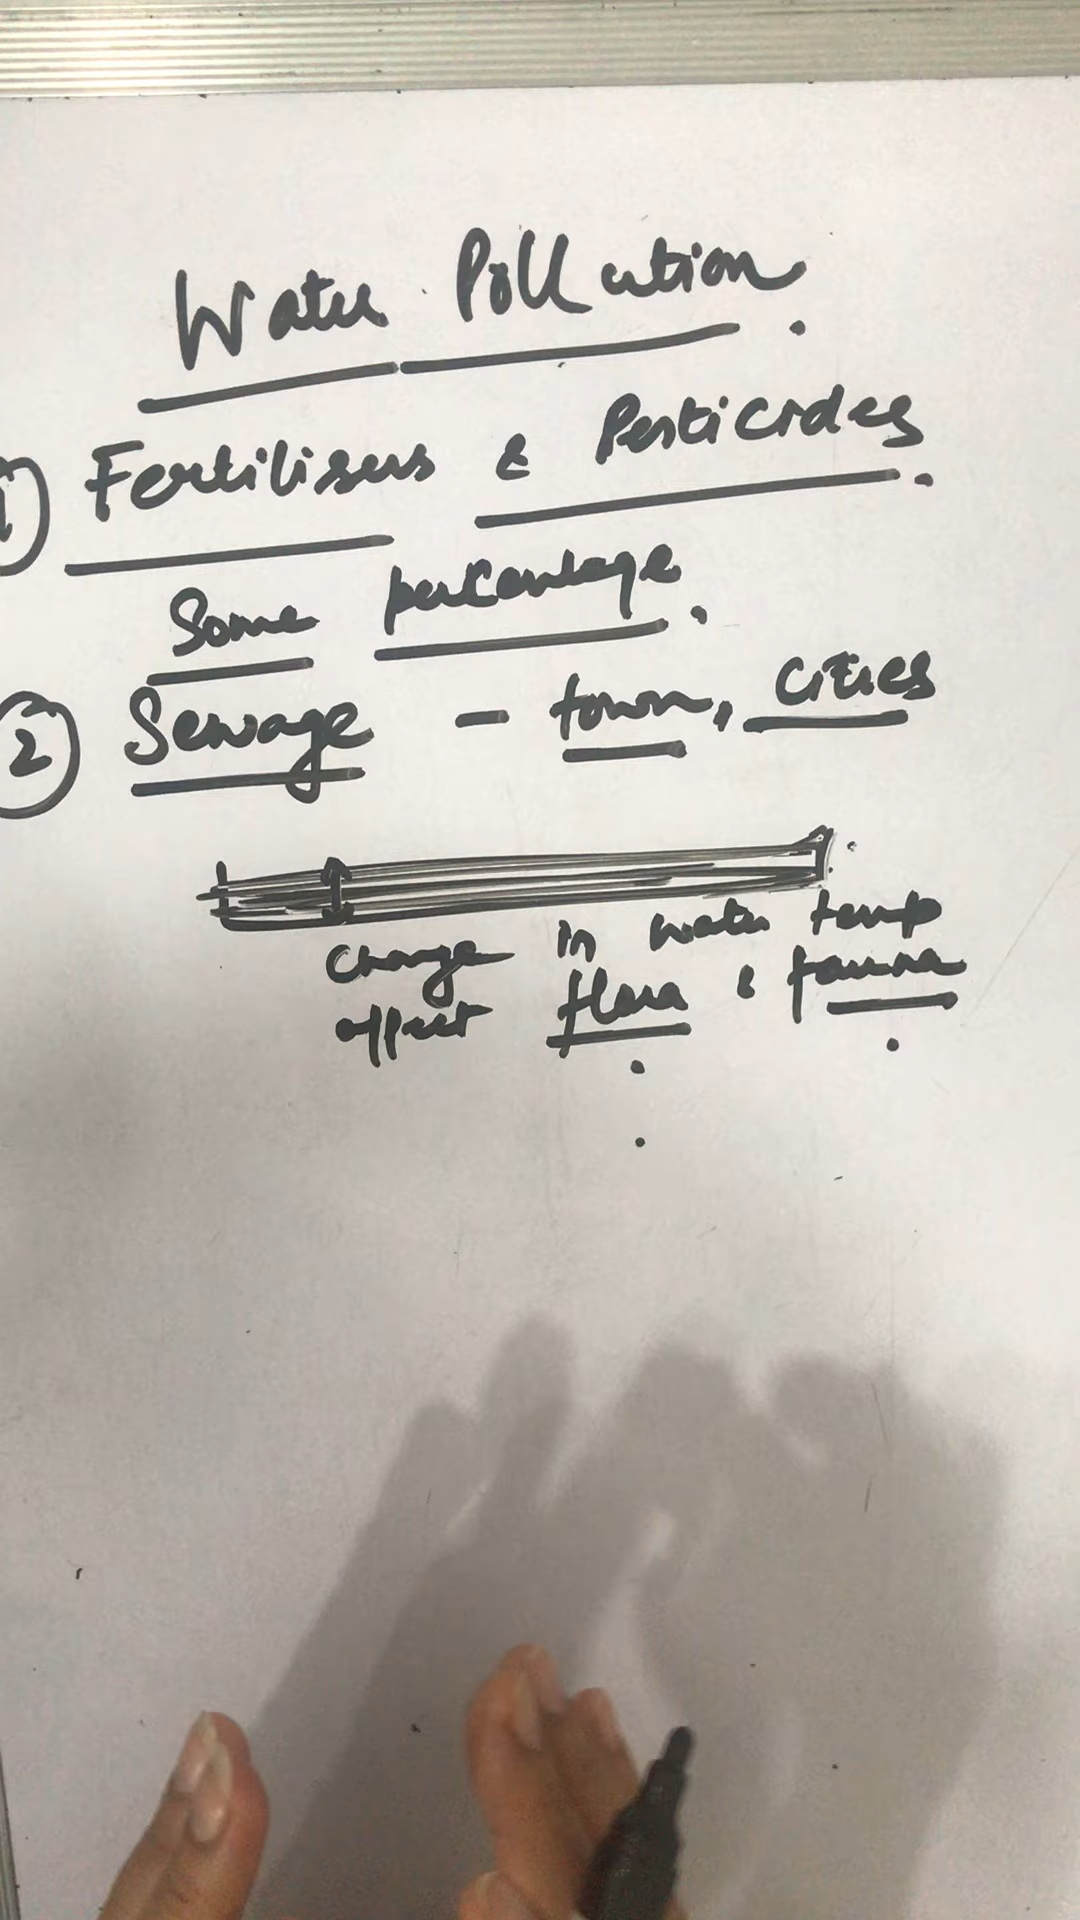 Water Pollution.
1 Fertilisers & Pesticides.
Some percentage.
2 Sewage - town, cities
Change in water temp
affect flora & fauna